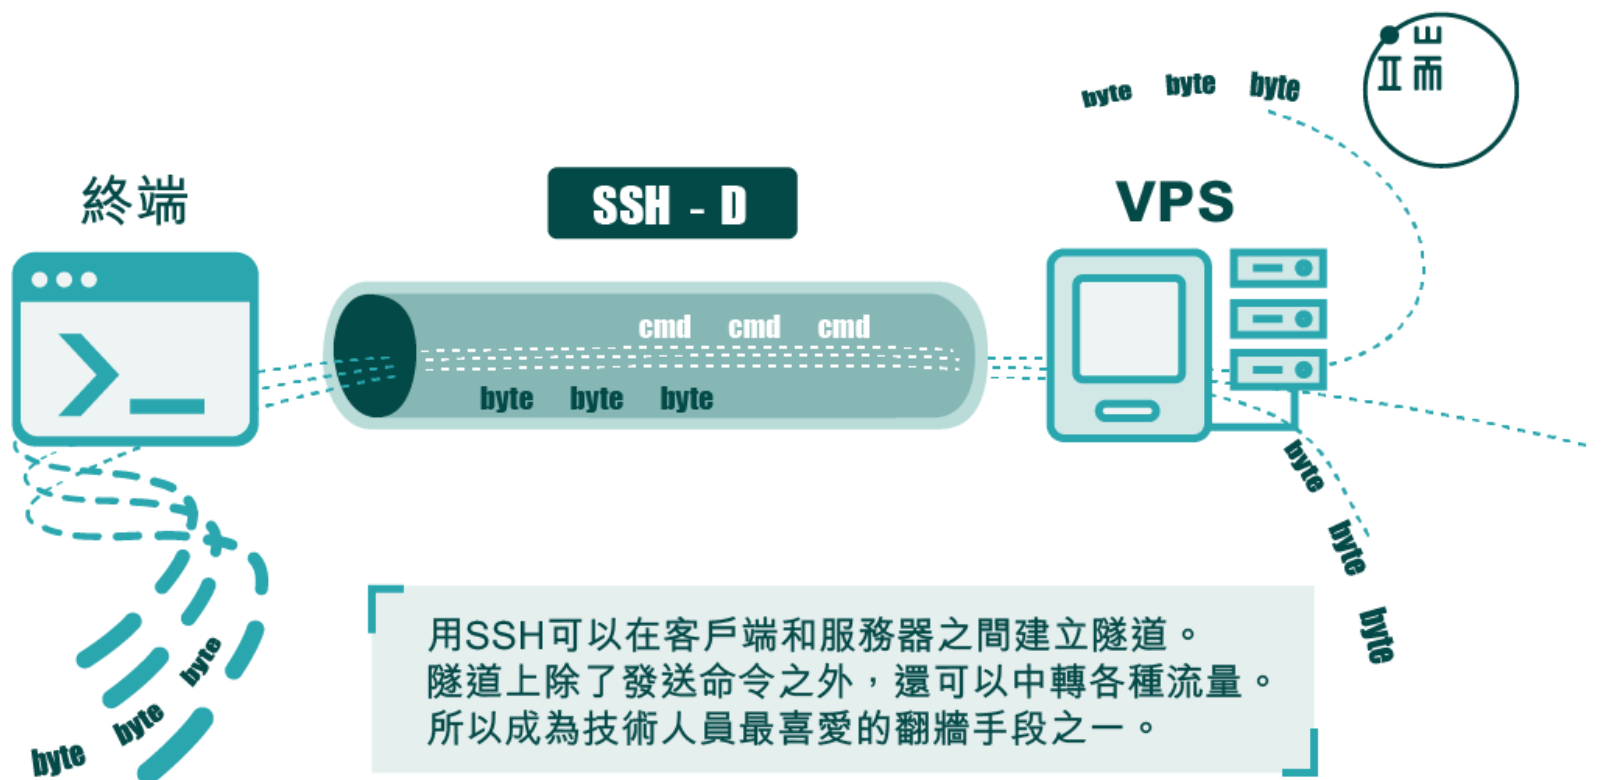 byte byte byte
端
終端
SSH - D
VPS
cmd cmd cmd
byte byte byte
byte
byte
byte
byte
byte
byte
用SSH可以在客戶端和服務器之間建立隧道。
隧道上除了發送命令之外，還可以中轉各種流量。
所以成為技術人員最喜愛的翻牆手段之一。